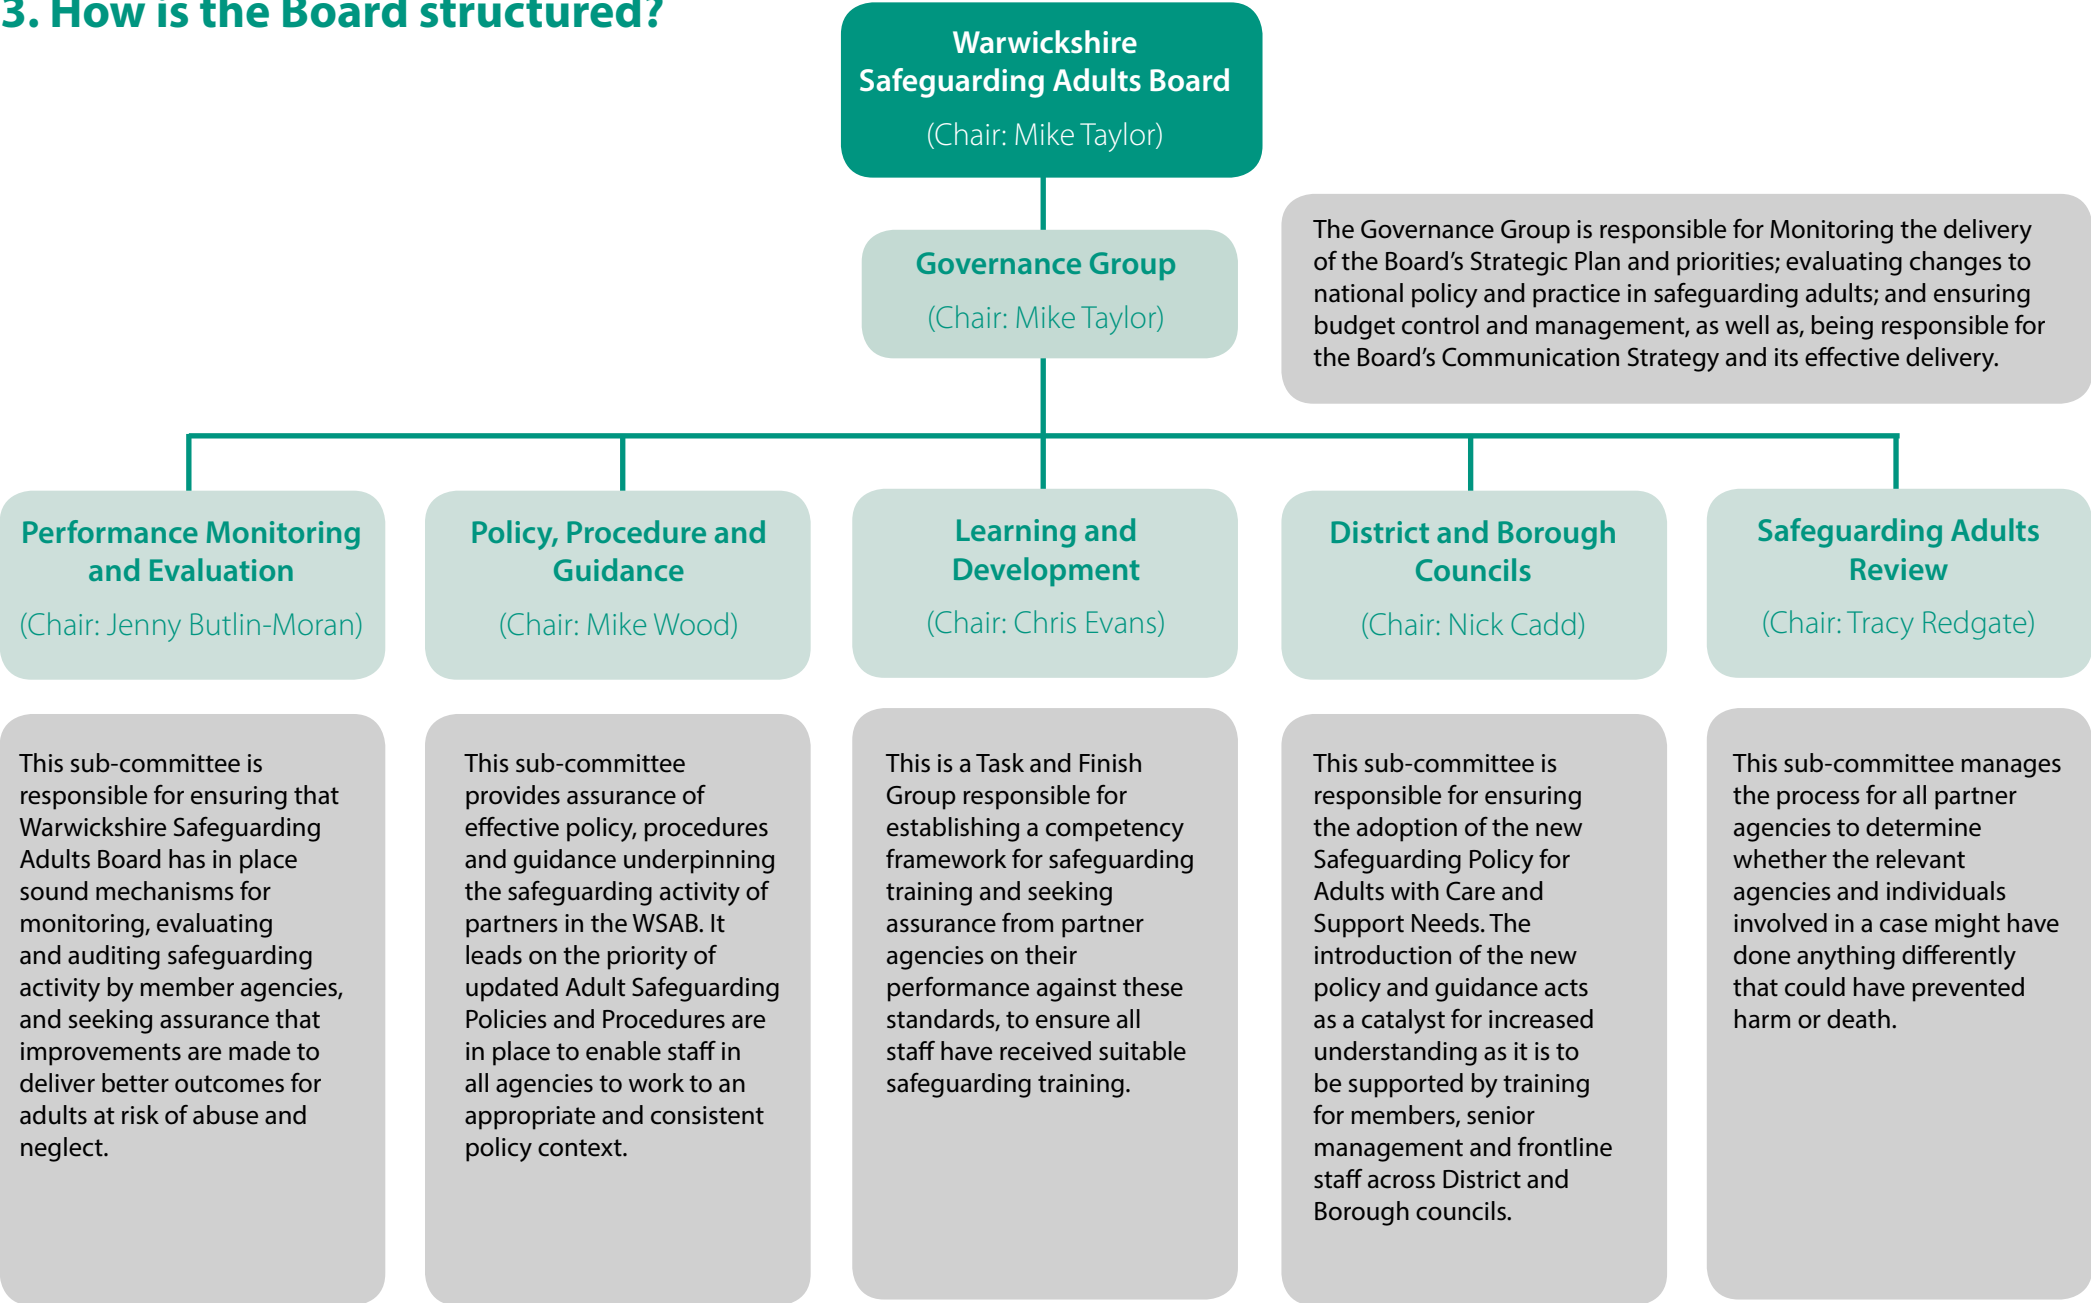 3. How is the Board structured?
Warwickshire
Safeguarding Adults Board
(Chair: Mike Taylor)
Governance Group
(Chair: Mike Taylor)
The Governance Group is responsible for Monitoring the delivery
of the Board’s Strategic Plan and priorities; evaluating changes to
national policy and practice in safeguarding adults; and ensuring
budget control and management, as well as, being responsible for
the Board’s Communication Strategy and its effective delivery.
Performance Monitoring
and Evaluation
(Chair: Jenny Butlin-Moran)
Policy, Procedure and
Guidance
(Chair: Mike Wood)
Learning and
Development
(Chair: Chris Evans)
District and Borough
Councils
(Chair: Nick Cadd)
Safeguarding Adults
Review
(Chair: Tracy Redgate)
This sub-committee is
responsible for ensuring that
Warwickshire Safeguarding
Adults Board has in place
sound mechanisms for
monitoring, evaluating
and auditing safeguarding
activity by member agencies,
and seeking assurance that
improvements are made to
deliver better outcomes for
adults at risk of abuse and
neglect.
This sub-committee
provides assurance of
effective policy, procedures
and guidance underpinning
the safeguarding activity of
partners in the WSAB. It
leads on the priority of
updated Adult Safeguarding
Policies and Procedures are
in place to enable staff in
all agencies to work to an
appropriate and consistent
policy context.
This is a Task and Finish
Group responsible for
establishing a competency
framework for safeguarding
training and seeking
assurance from partner
agencies on their
performance against these
standards, to ensure all
staff have received suitable
safeguarding training.
This sub-committee is
responsible for ensuring
the adoption of the new
Safeguarding Policy for
Adults with Care and
Support Needs. The
introduction of the new
policy and guidance acts
as a catalyst for increased
understanding as it is to
be supported by training
for members, senior
management and frontline
staff across District and
Borough councils.
This sub-committee manages
the process for all partner
agencies to determine
whether the relevant
agencies and individuals
involved in a case might have
done anything differently
that could have prevented
harm or death.